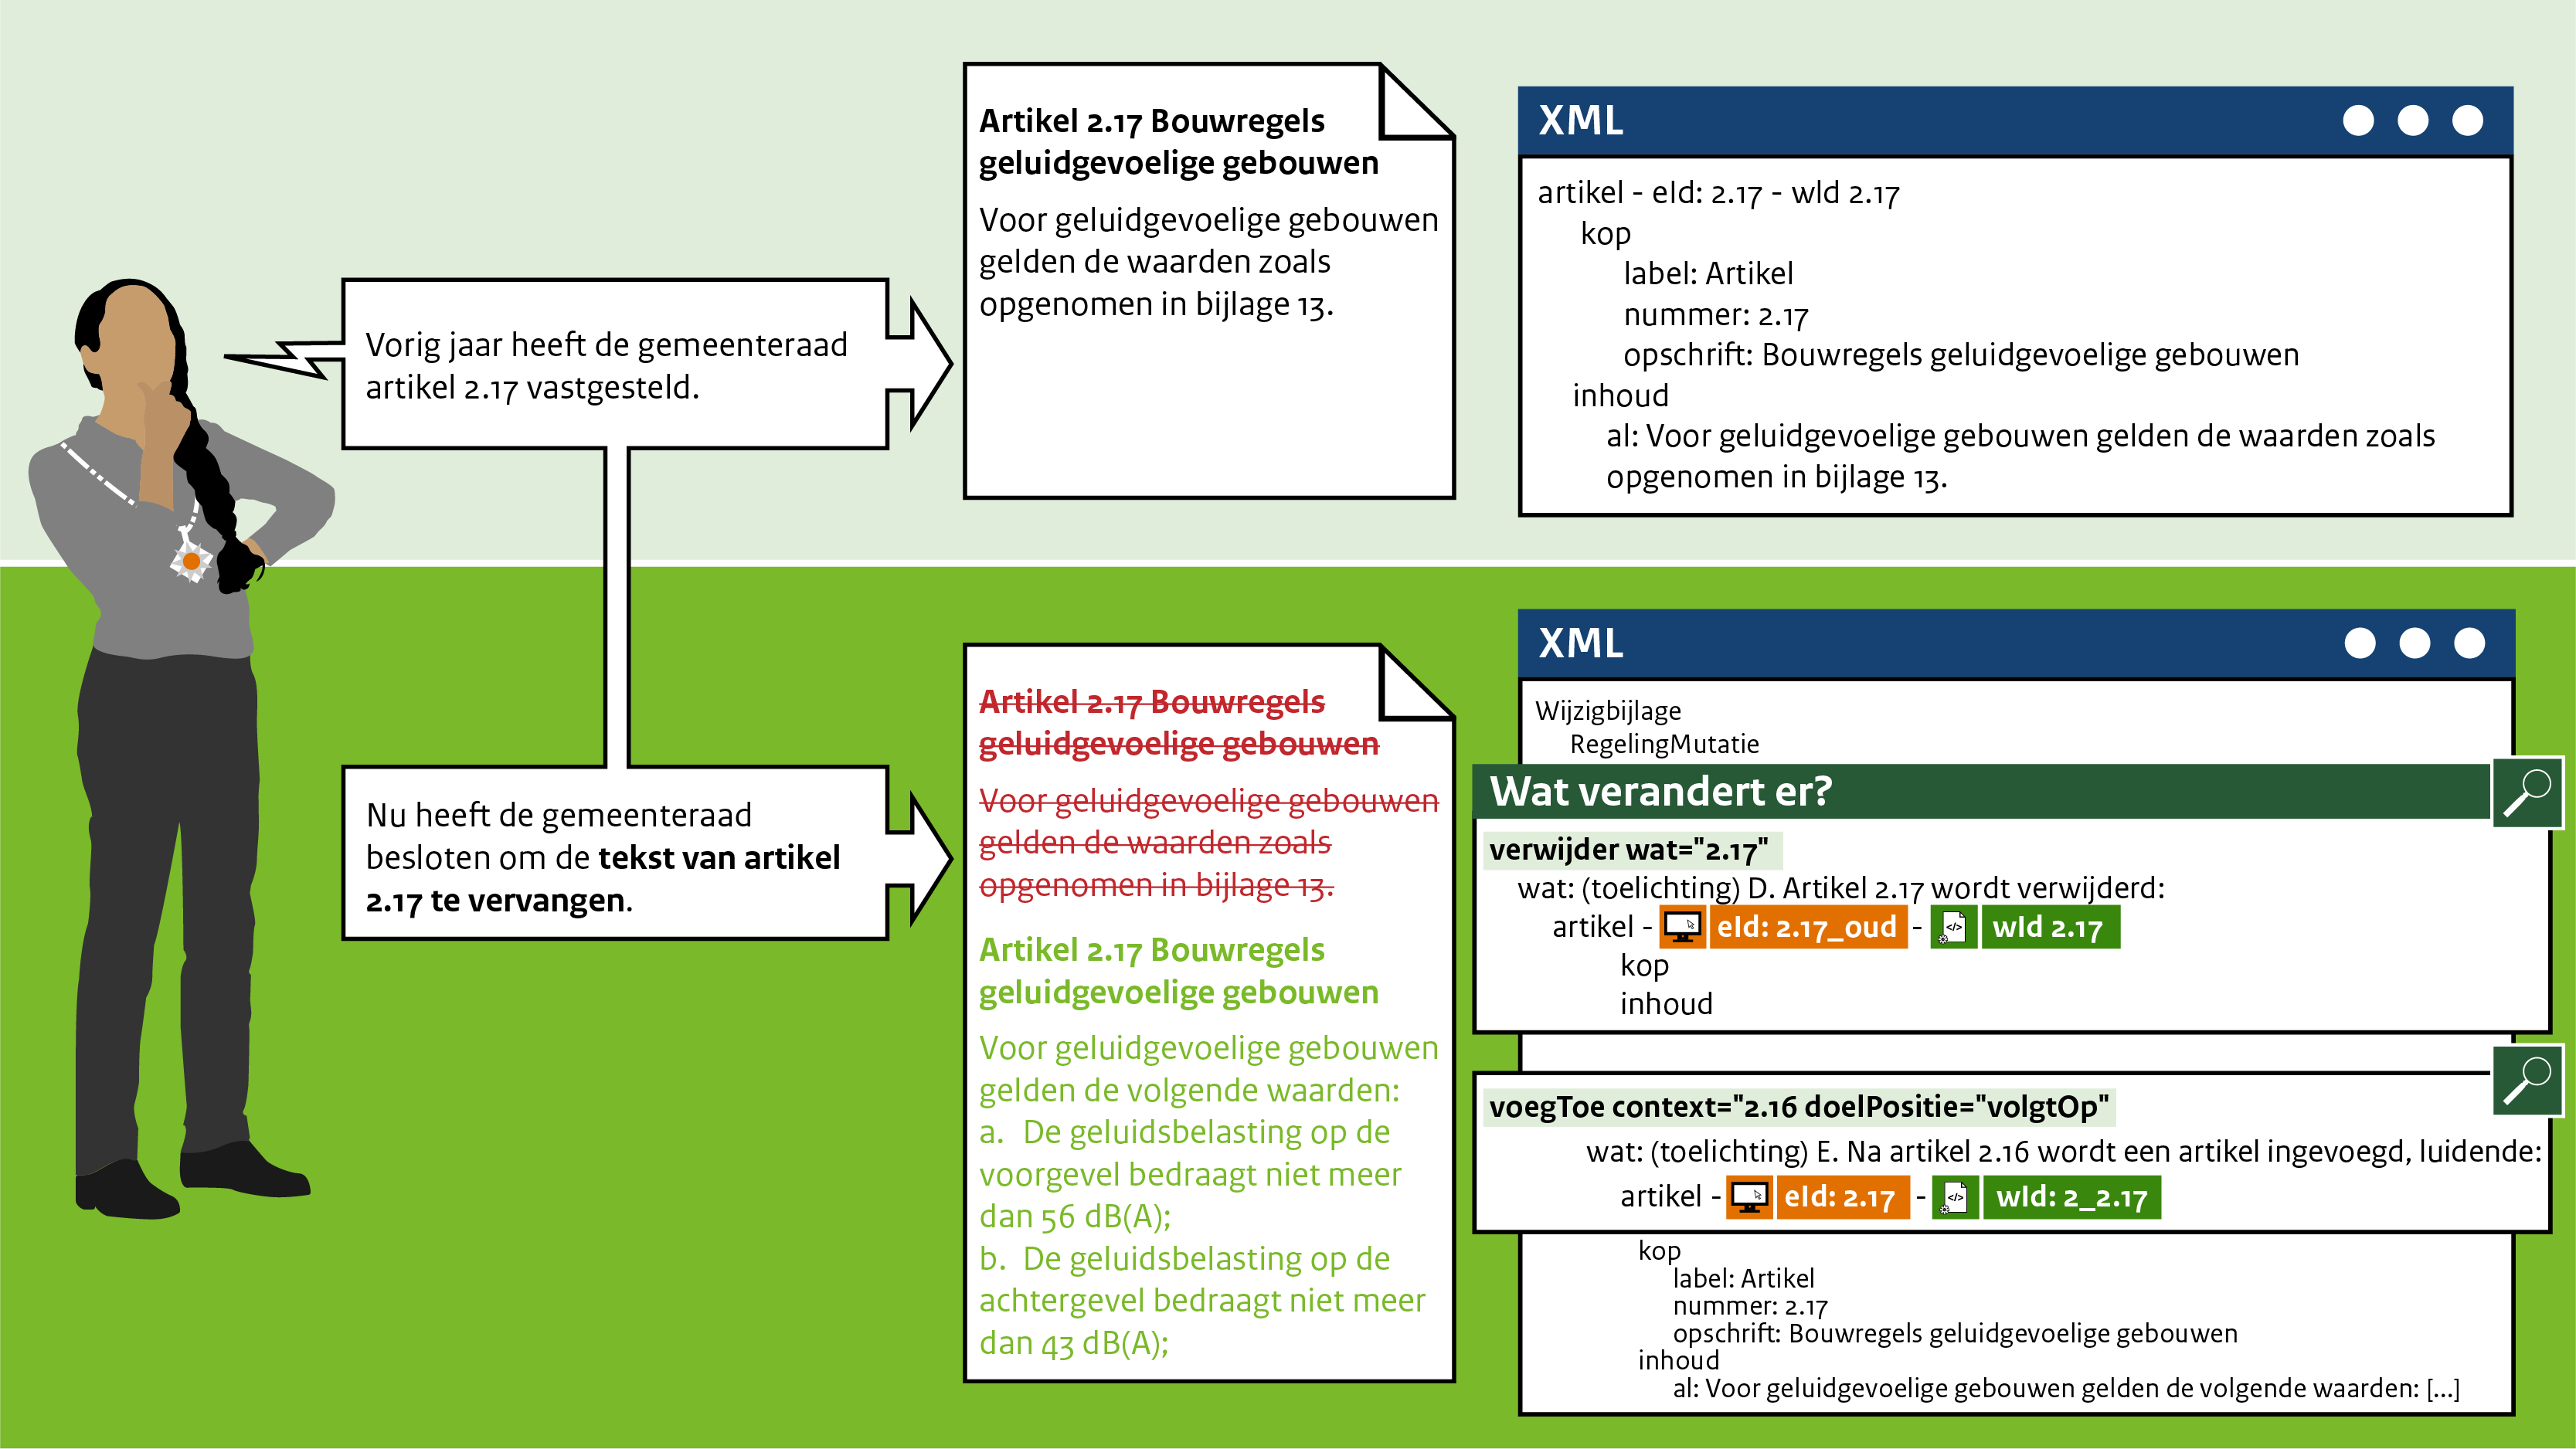 Vorig jaar heeft de gemeenteraad
artikel 2.17 vastgesteld.
Artikel 2.17 Bouwregels
geluidgevoelige gebouwen
Voor geluidgevoelige gebouwen
gelden de waarden zoals
opgenomen in bijlage 13.
XML
artikel - eId: 2.17 - wId 2.17
kop
label: Artikel
nummer: 2.17
opschrift: Bouwregels geluidgevoelige gebouwen
inhoud
al: Voor geluidgevoelige gebouwen gelden de waarden zoals
opgenomen in bijlage 13.
Nu heeft de gemeenteraad
besloten om de tekst van artikel
2.17 te vervangen.
Artikel 2.17 Bouwregels
geluidgevoelige gebouwen
Voor geluidgevoelige gebouwen
gelden de waarden zoals
opgenomen in bijlage 13.
Artikel 2.17 Bouwregels
geluidgevoelige gebouwen
Voor geluidgevoelige gebouwen
gelden de volgende waarden:
a. De geluidsbelasting op de
voorgevel bedraagt niet meer
dan 56 dB(A);
b. De geluidsbelasting op de
achtergevel bedraagt niet meer
dan 43 dB(A);
XML
Wijzigbijlage
RegelingMutatie
Wat verandert er?
verwijder wat="2.17"
wat: (toelichting) D. Artikel 2.17 wordt verwijderd:
artikel - eId: 2.17_oud - </> wId 2.17
kop
inhoud
voegToe context="2.16 doelPositie="volgtOp"
wat: (toelichting) E. Na artikel 2.16 wordt een artikel ingevoegd, luidende:
artikel - eId: 2.17 - </> wId: 2_2.17
kop
label: Artikel
nummer: 2.17
opschrift: Bouwregels geluidgevoelige gebouwen
inhoud
al: Voor geluidgevoelige gebouwen gelden de volgende waarden: [...]